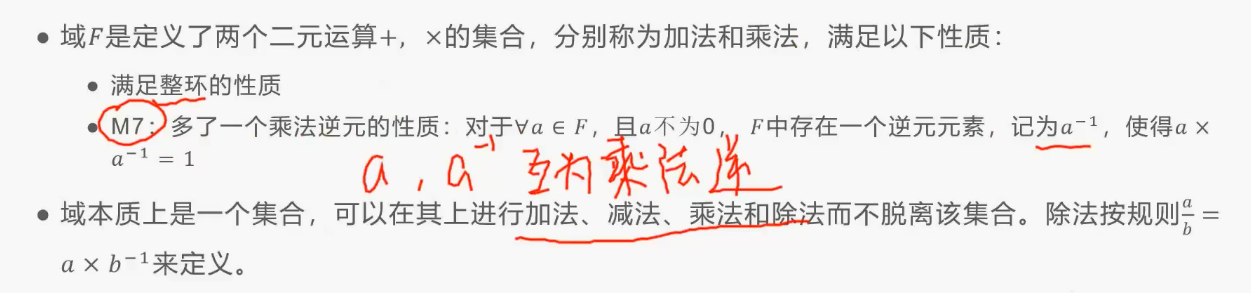 ● 域F是定义了两个二元运算+，×的集合，分别称为加法和乘法，满足以下性质：
● 满足整环的性质
● M7：多了一个乘法逆元的性质：对于∀a ∈ F，且a不为0，F中存在一个逆元元素，记为a⁻¹，使得a ×
a⁻¹ = 1
a，a⁻¹ 互为乘法逆
● 域本质上是一个集合，可以在其上进行加法、减法、乘法和除法而不脱离该集合。除法按规则a/b =
a × b⁻¹来定义。